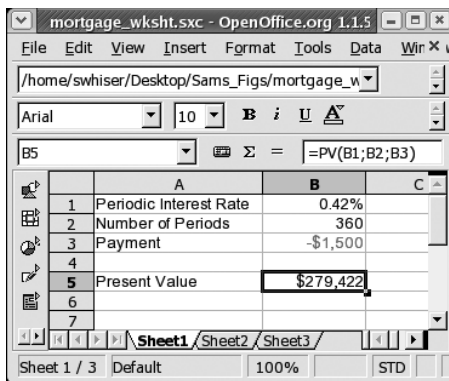 mortgage_wksht.sxc - OpenOffice.org 1.1.5
File Edit View Insert Format Tools Data
/home/swhiser/Desktop/Sams_Figs/mortgage_w
Arial 10 B i U A
B5 Σ = =PV(B1;B2;B3)
A B C
1 Periodic Interest Rate 0.42%
2 Number of Periods 360
3 Payment -$1,500
4
5 Present Value $279,422
6
7
Sheet1 Sheet2 Sheet3
Sheet 1 / 3 Default 100% STD